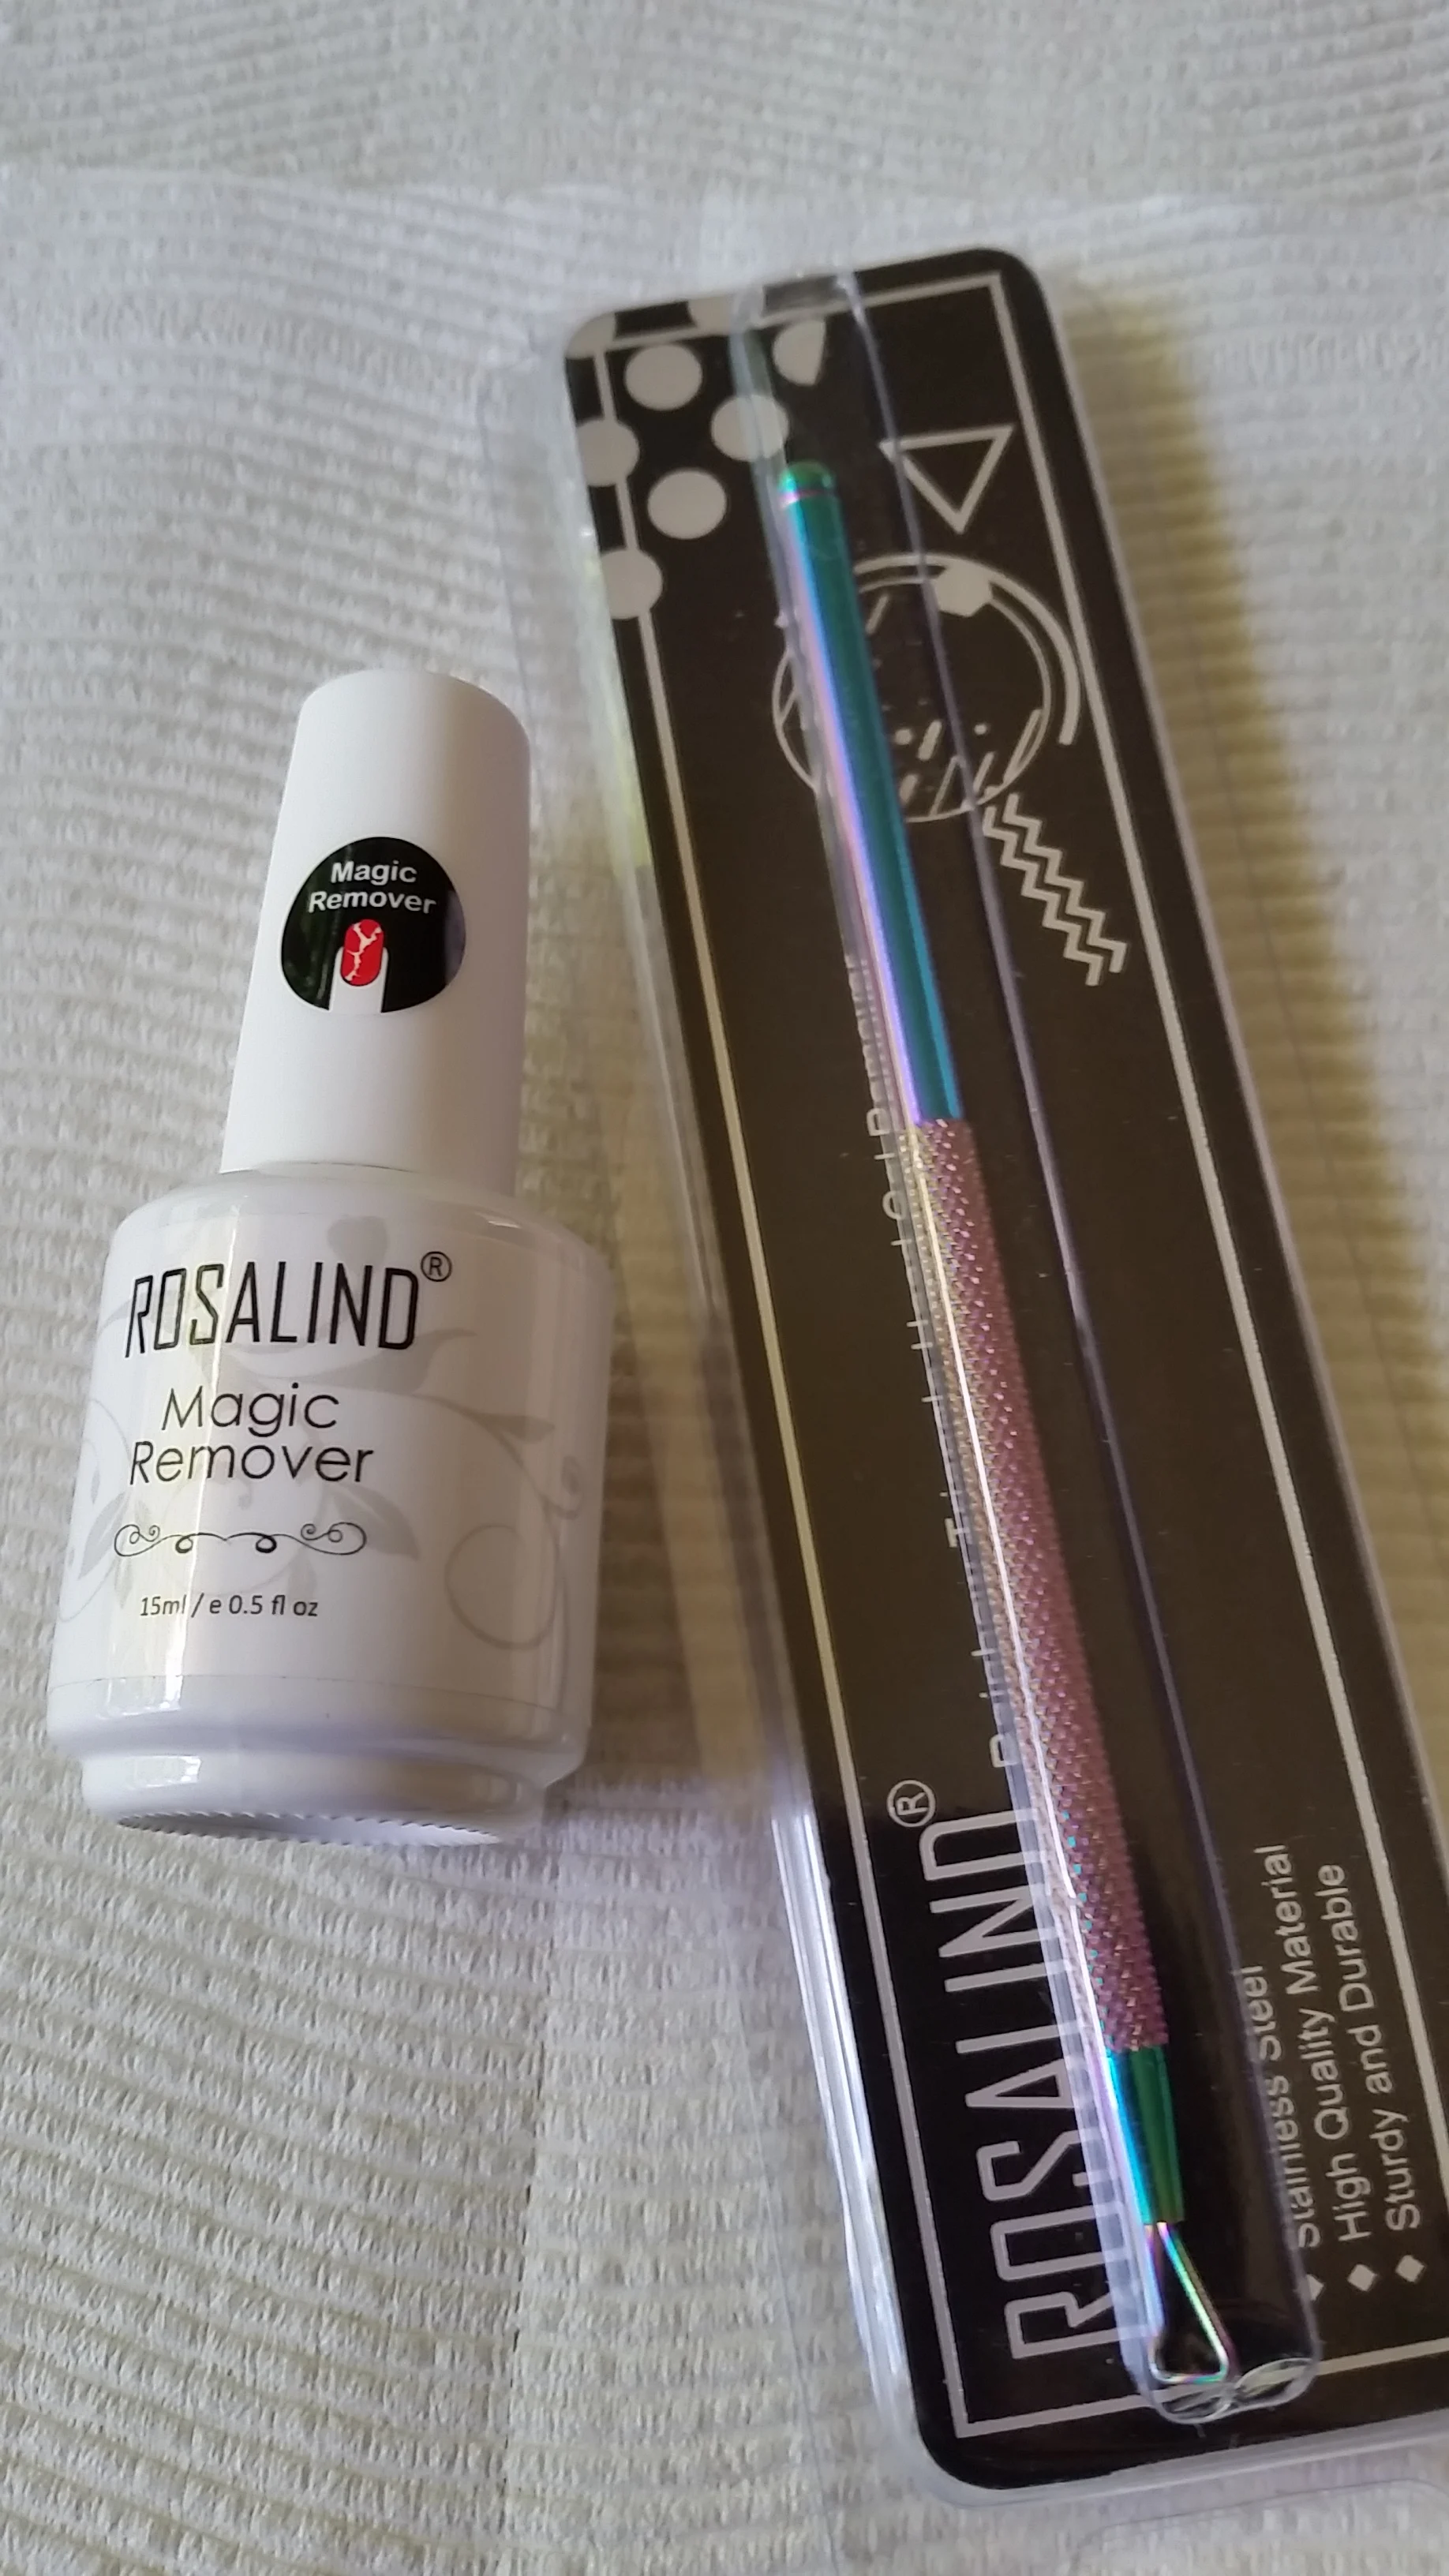 Magic
Remover
ROSALIND®
Magic
Remover
15ml / e 0.5 fl oz
ROSALIND®
Stainless Steel
High Quality Material
Sturdy and Durable